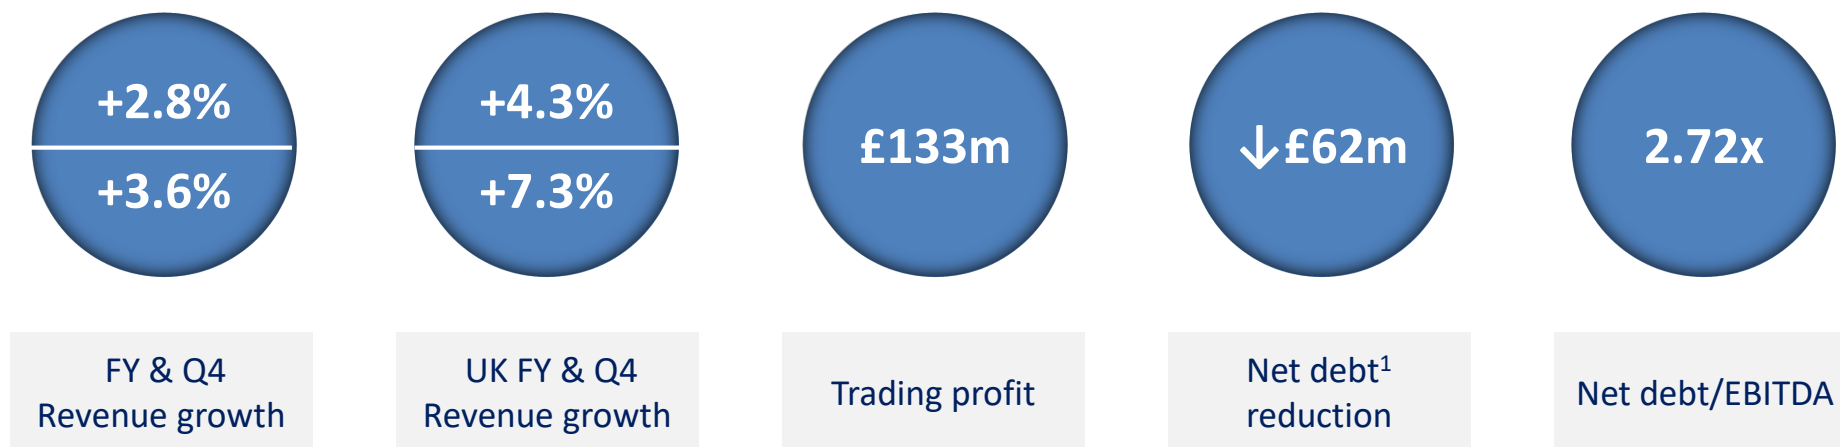 +2.8%
+3.6%
FY & Q4
Revenue growth
+4.3%
+7.3%
UK FY & Q4
Revenue growth
£133m
Trading profit
↓£62m
Net debt¹
reduction
2.72x
Net debt/EBITDA